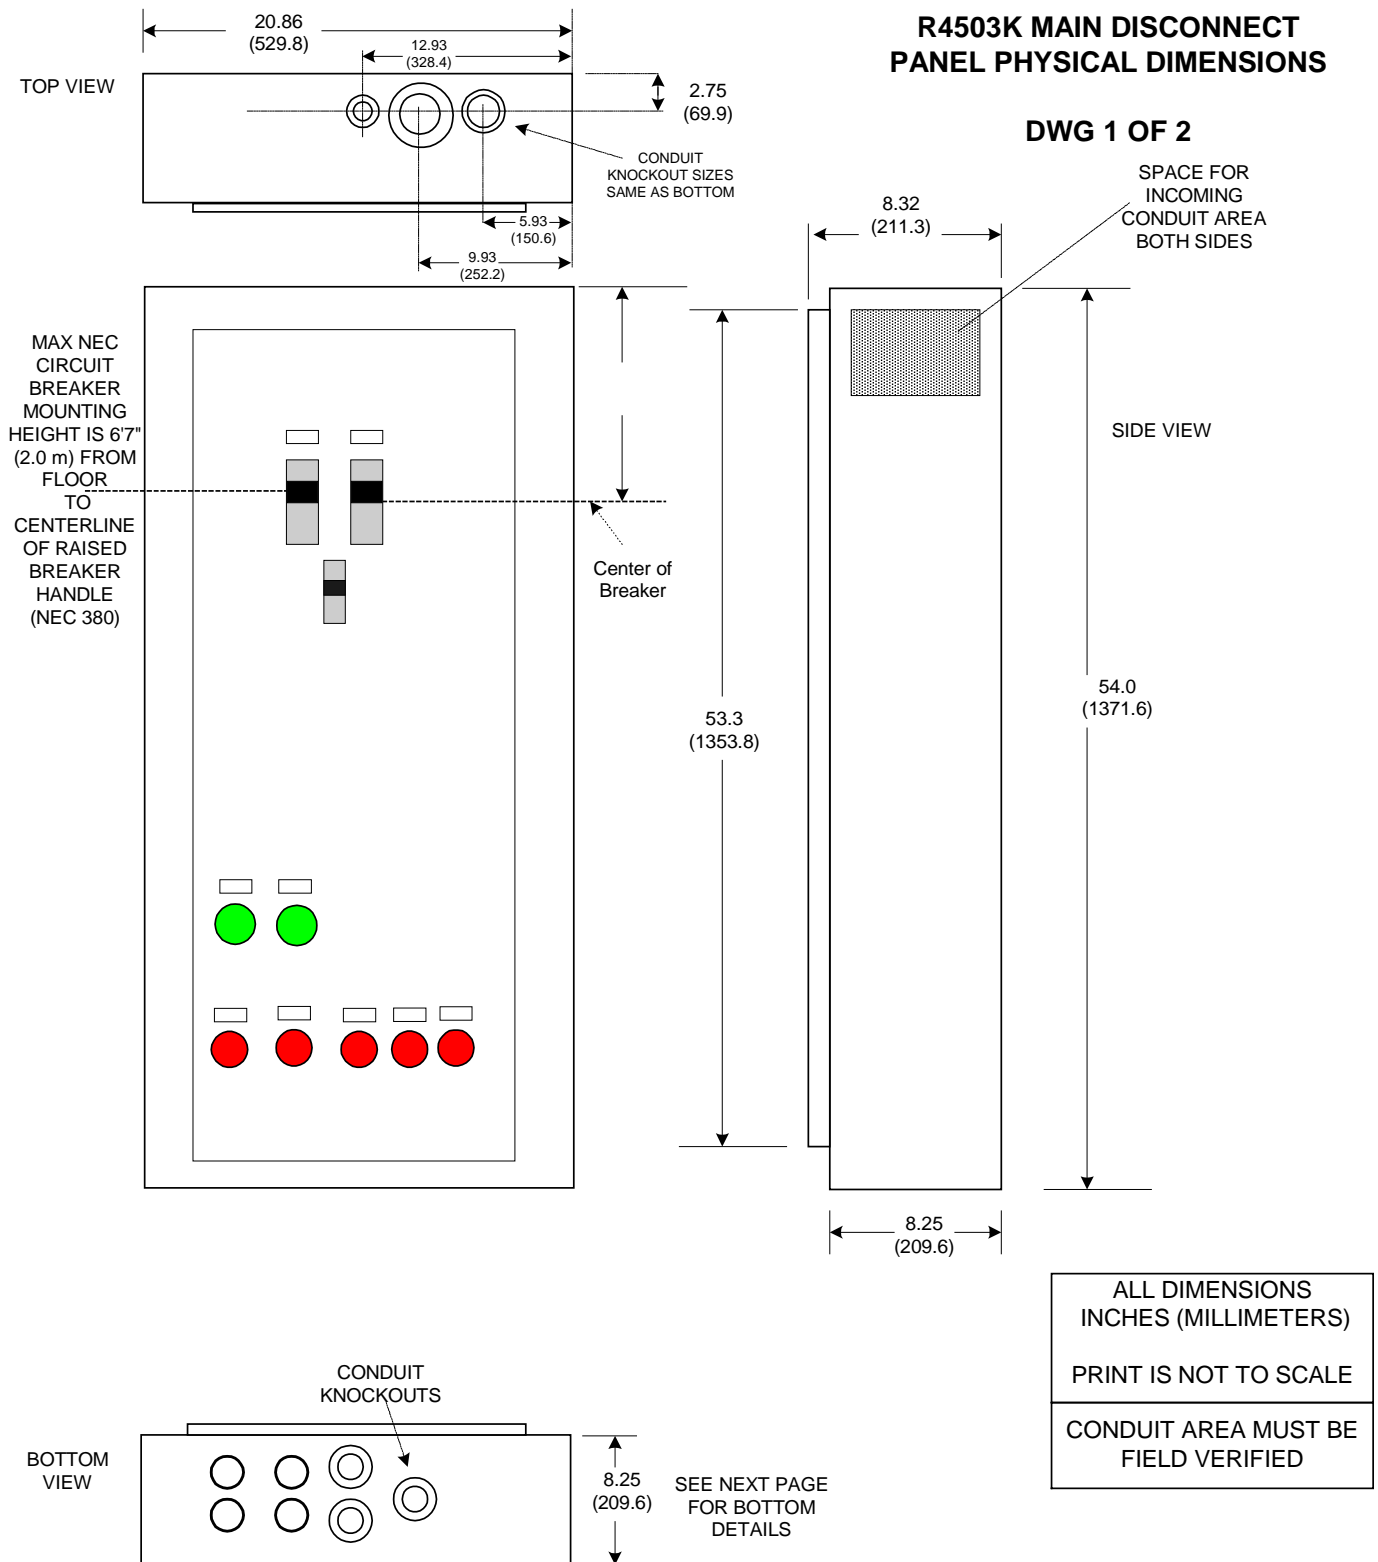 R4503K MAIN DISCONNECT
PANEL PHYSICAL DIMENSIONS
DWG 1 OF 2
20.86
(529.8)
12.93
(328.4)
TOP VIEW
2.75
(69.9)
CONDUIT
KNOCKOUT SIZES
SAME AS BOTTOM
5.93
(150.6)
9.93
(252.2)
SPACE FOR
INCOMING
CONDUIT AREA
BOTH SIDES
8.32
(211.3)
MAX NEC
CIRCUIT
BREAKER
MOUNTING
HEIGHT IS 6'7"
(2.0 m) FROM
FLOOR
TO
CENTERLINE
OF RAISED
BREAKER
HANDLE
(NEC 380)
Center of
Breaker
SIDE VIEW
53.3
(1353.8)
54.0
(1371.6)
8.25
(209.6)
ALL DIMENSIONS
INCHES (MILLIMETERS)
PRINT IS NOT TO SCALE
CONDUIT AREA MUST BE
FIELD VERIFIED
CONDUIT
KNOCKOUTS
BOTTOM
VIEW
8.25
(209.6)
SEE NEXT PAGE
FOR BOTTOM
DETAILS